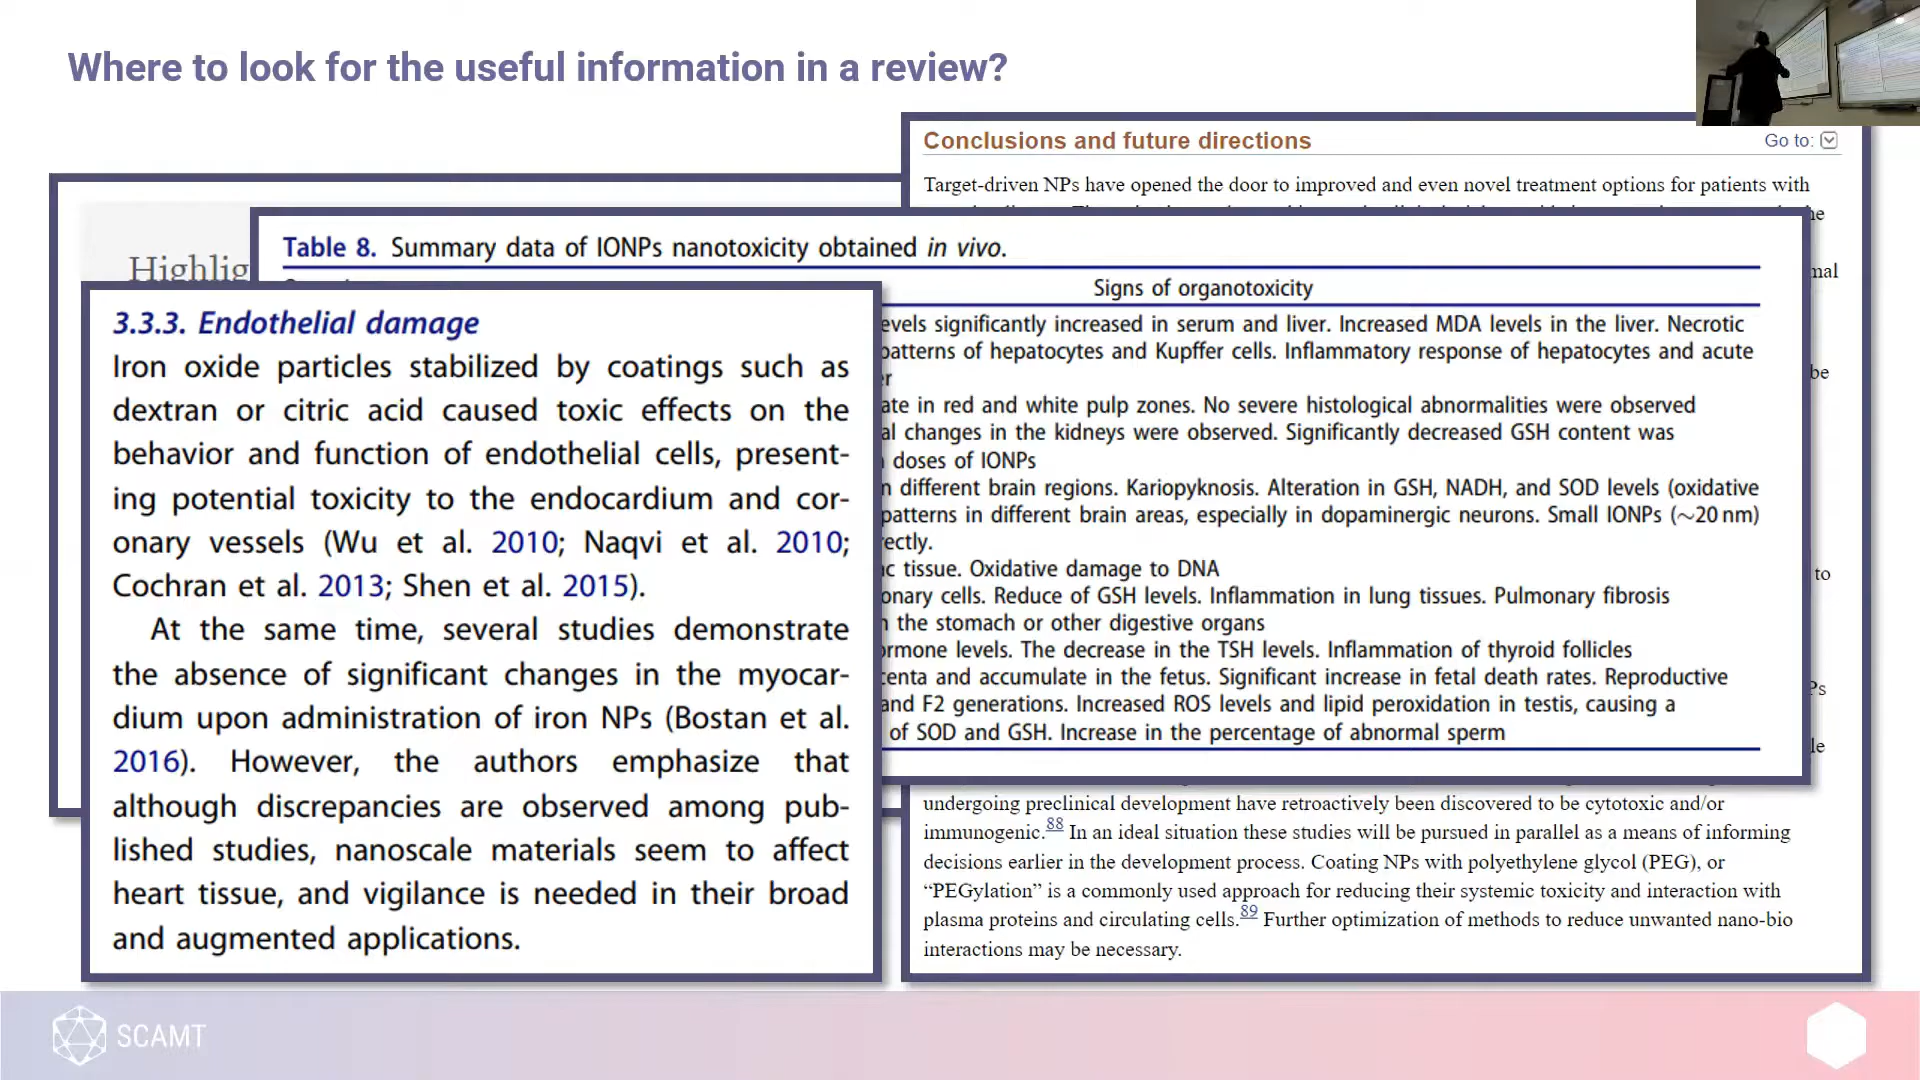 Where to look for the useful information in a review?
Conclusions and future directions
Go to:
Target-driven NPs have opened the door to improved and even novel treatment options for patients with
Highlig
Table 8. Summary data of IONPs nanotoxicity obtained in vivo.
Signs of organotoxicity
evels significantly increased in serum and liver. Increased MDA levels in the liver. Necrotic
patterns of hepatocytes and Kupffer cells. Inflammatory response of hepatocytes and acute
er
ate in red and white pulp zones. No severe histological abnormalities were observed
al changes in the kidneys were observed. Significantly decreased GSH content was
doses of IONPs
n different brain regions. Kariopyknosis. Alteration in GSH, NADH, and SOD levels (oxidative
patterns in different brain areas, especially in dopaminergic neurons. Small IONPs (~20 nm)
ectly.
c tissue. Oxidative damage to DNA
onary cells. Reduce of GSH levels. Inflammation in lung tissues. Pulmonary fibrosis
n the stomach or other digestive organs
ormone levels. The decrease in the TSH levels. Inflammation of thyroid follicles
centa and accumulate in the fetus. Significant increase in fetal death rates. Reproductive
and F2 generations. Increased ROS levels and lipid peroxidation in testis, causing a
of SOD and GSH. Increase in the percentage of abnormal sperm
3.3.3. Endothelial damage
Iron oxide particles stabilized by coatings such as
dextran or citric acid caused toxic effects on the
behavior and function of endothelial cells, present-
ing potential toxicity to the endocardium and cor-
onary vessels (Wu et al. 2010; Naqvi et al. 2010;
Cochran et al. 2013; Shen et al. 2015).
At the same time, several studies demonstrate
the absence of significant changes in the myocar-
dium upon administration of iron NPs (Bostan et al.
2016). However, the authors emphasize that
although discrepancies are observed among pub-
lished studies, nanoscale materials seem to affect
heart tissue, and vigilance is needed in their broad
and augmented applications.
mal
be
to
Ps
le
undergoing preclinical development have retroactively been discovered to be cytotoxic and/or
immunogenic.88 In an ideal situation these studies will be pursued in parallel as a means of informing
decisions earlier in the development process. Coating NPs with polyethylene glycol (PEG), or
“PEGylation” is a commonly used approach for reducing their systemic toxicity and interaction with
plasma proteins and circulating cells.89 Further optimization of methods to reduce unwanted nano-bio
interactions may be necessary.
SCAMT